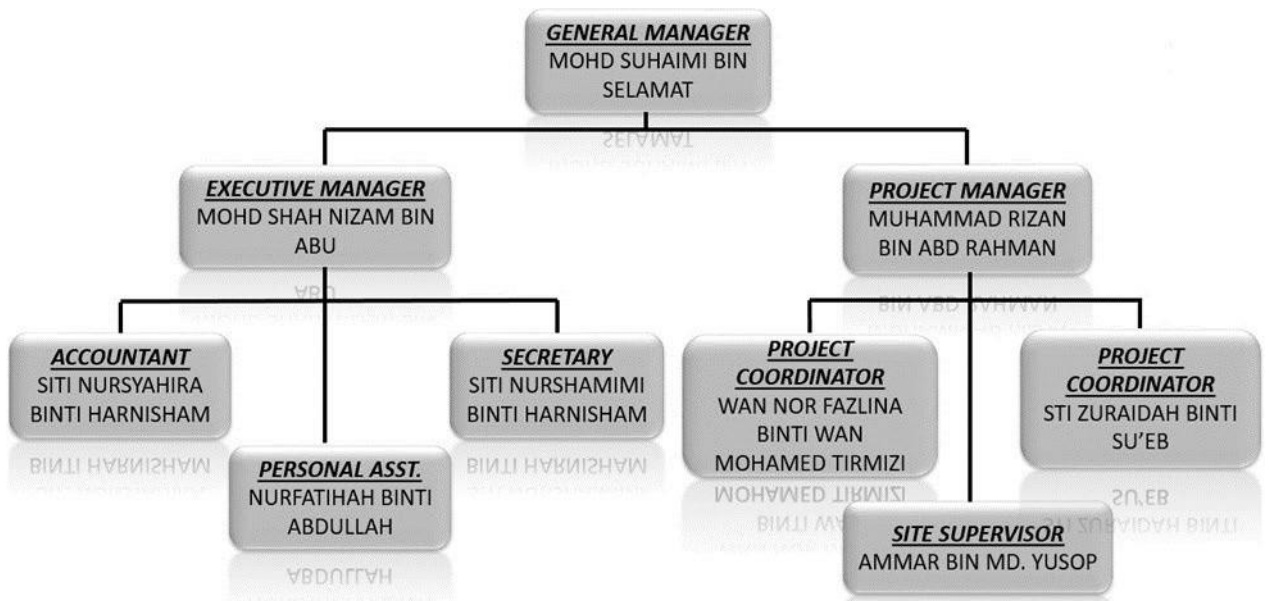 GENERAL MANAGER
MOHD SUHAIMI BIN
SELAMAT
EXECUTIVE MANAGER
MOHD SHAH NIZAM BIN
ABU
PROJECT MANAGER
MUHAMMAD RIZAN
BIN ABD RAHMAN
ACCOUNTANT
SITI NURSYAHIRA
BINTI HARNISHAM
PERSONAL ASST.
NURFATIHAH BINTI
ABDULLAH
SECRETARY
SITI NURSHAMIMI
BINTI HARNISHAM
PROJECT
COORDINATOR
WAN NOR FAZLINA
BINTI WAN
MOHAMED TIRMIZI
SITE SUPERVISOR
AMMAR BIN MD. YUSOP
PROJECT
COORDINATOR
STI ZURAIDAH BINTI
SU’EB